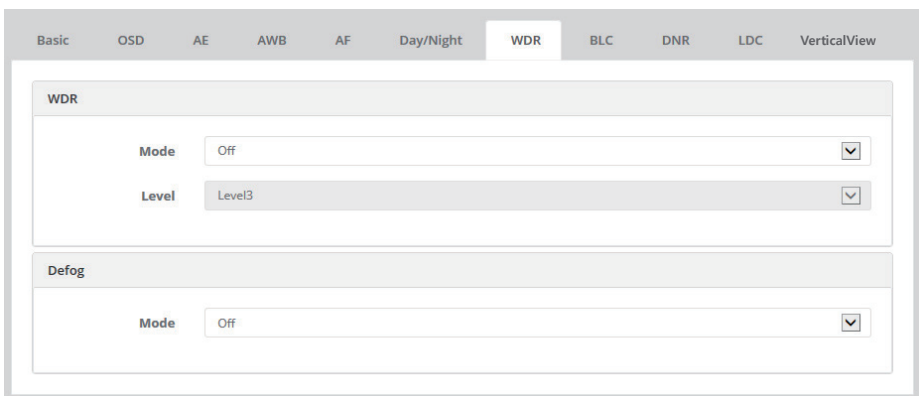 Basic OSD AE AWB AF Day/Night WDR BLC DNR LDC VerticalView
WDR
Mode Off
Level Level3
Defog
Mode Off